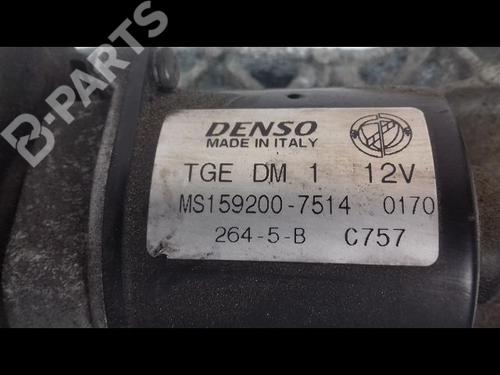 B-PARTS
DENSO
MADE IN ITALY
TGE DM 1 12V
MS159200-7514 0170
264-5-B C757